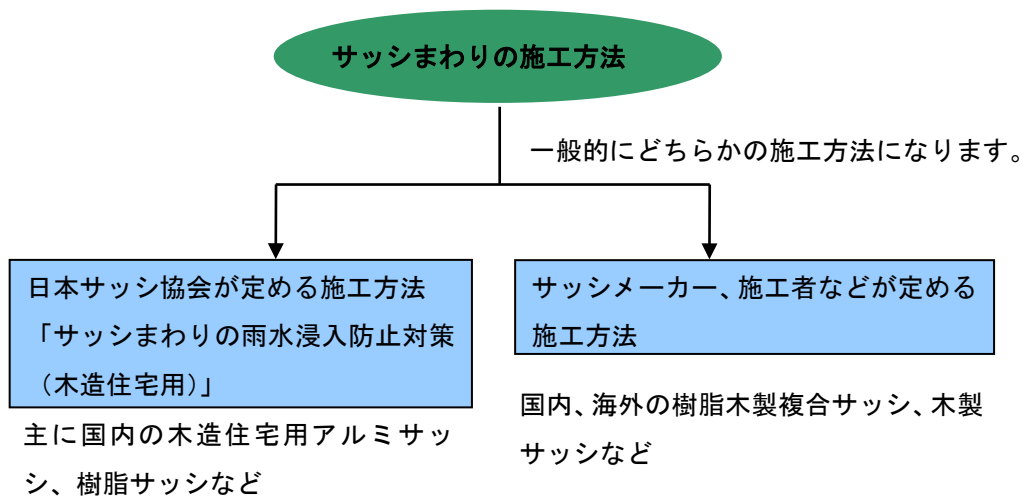 サッシまわりの施工方法
一般的にどちらかの施工方法になります。
日本サッシ協会が定める施工方法
「サッシまわりの雨水浸入防止対策
（木造住宅用）」
主に国内の木造住宅用アルミサッ
シ、樹脂サッシなど
サッシメーカー、施工者などが定める
施工方法
国内、海外の樹脂木製複合サッシ、木製
サッシなど